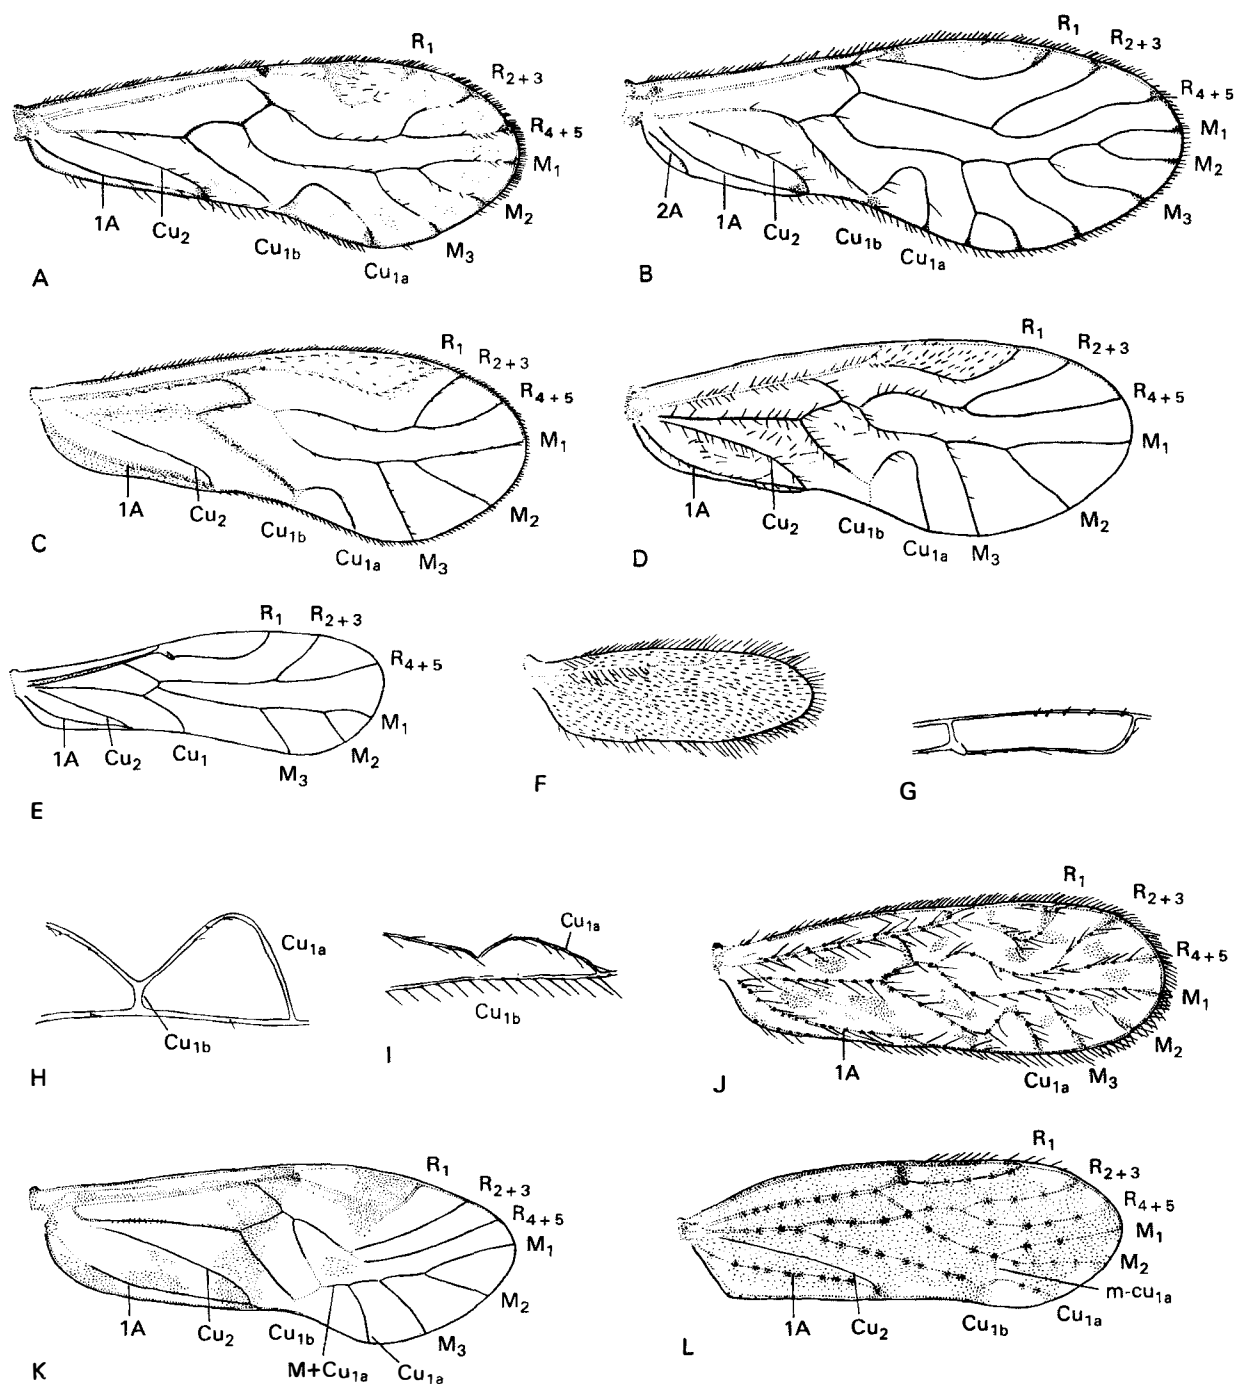 R1
R2+3
R4+5
M1
M2
M3
Cu1a
Cu1b
Cu2
1A
A
R1
R2+3
R4+5
M1
M2
M3
Cu1a
Cu1b
Cu2
1A
2A
B
R1
R2+3
R4+5
M1
M2
M3
Cu1a
Cu1b
Cu2
1A
C
R1
R2+3
R4+5
M1
M2
M3
Cu1a
Cu1b
Cu2
1A
D
R1
R2+3
R4+5
M1
M2
M3
Cu1
Cu2
1A
E
F
G
Cu1a
Cu1b
H
Cu1a
Cu1b
I
R1
R2+3
R4+5
M1
M2
M3
Cu1a
1A
J
R1
R2+3
R4+5
M1
M2
M3
Cu1a
M+Cu1a
Cu1b
Cu2
1A
K
R1
R2+3
R4+5
M1
M2
m-cu1a
Cu1a
Cu1b
Cu2
1A
L